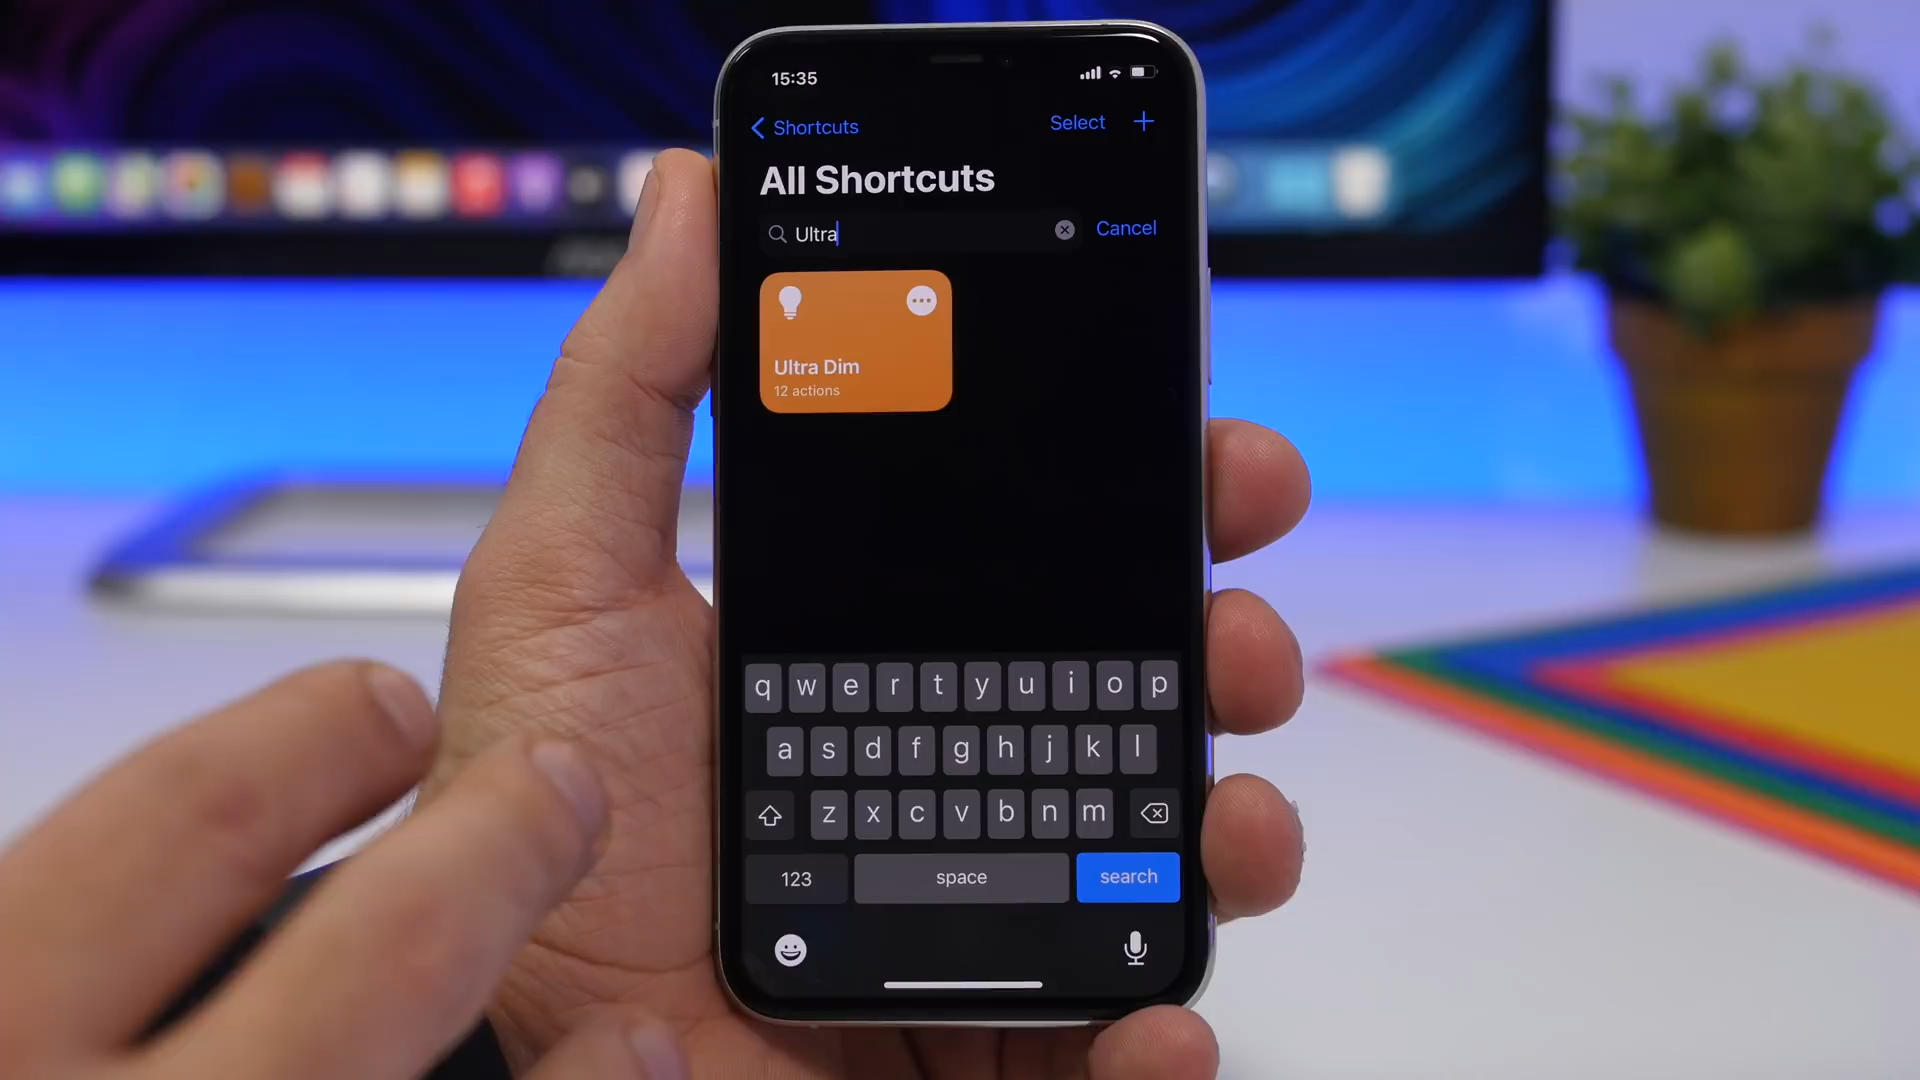 15:35
Shortcuts
Select
All Shortcuts
Ultra
Cancel
Ultra Dim
12 actions
q w e r t y u i o p
a s d f g h j k l
z x c v b n m
123
space
search